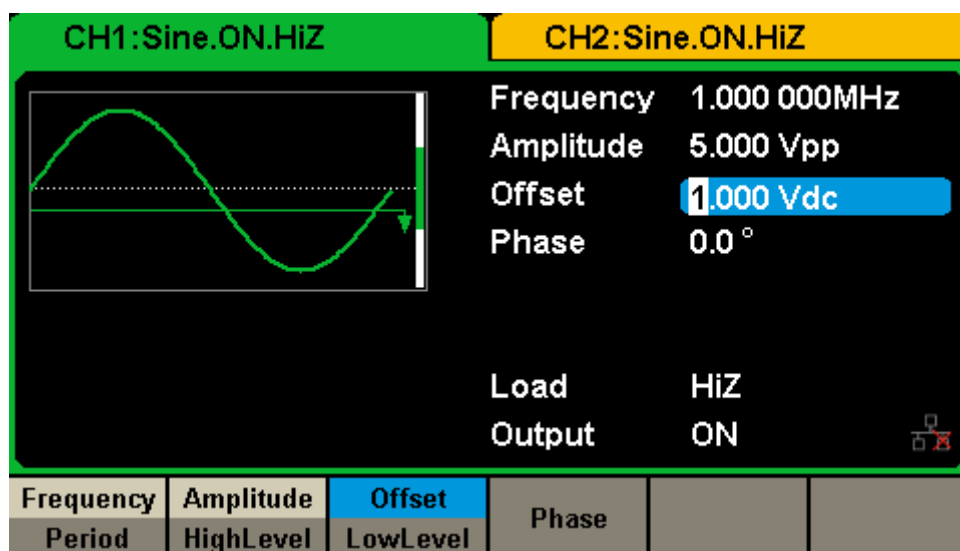 CH1:Sine.ON.HiZ
CH2:Sine.ON.HiZ
Frequency 1.000 000MHz
Amplitude 5.000 Vpp
Offset 1.000 Vdc
Phase 0.0 °
Load HiZ
Output ON
Frequency Amplitude Offset Phase
Period HighLevel LowLevel